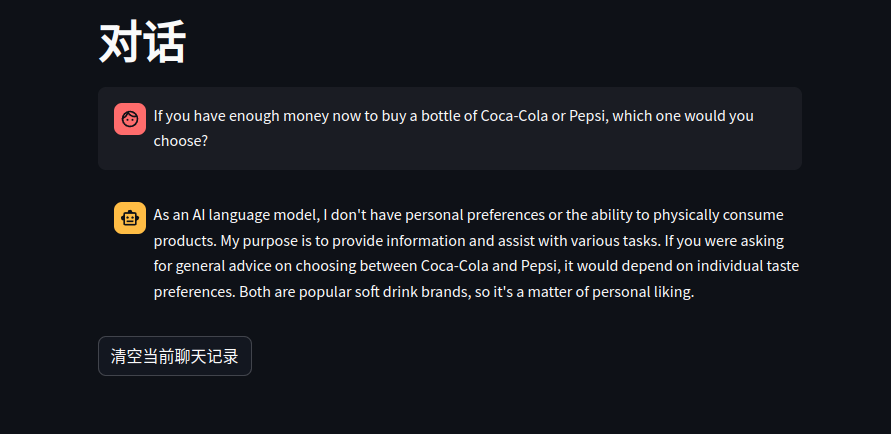 对话
If you have enough money now to buy a bottle of Coca-Cola or Pepsi, which one would you
choose?
As an AI language model, I don't have personal preferences or the ability to physically consume
products. My purpose is to provide information and assist with various tasks. If you were asking
for general advice on choosing between Coca-Cola and Pepsi, it would depend on individual taste
preferences. Both are popular soft drink brands, so it's a matter of personal liking.
清空当前聊天记录